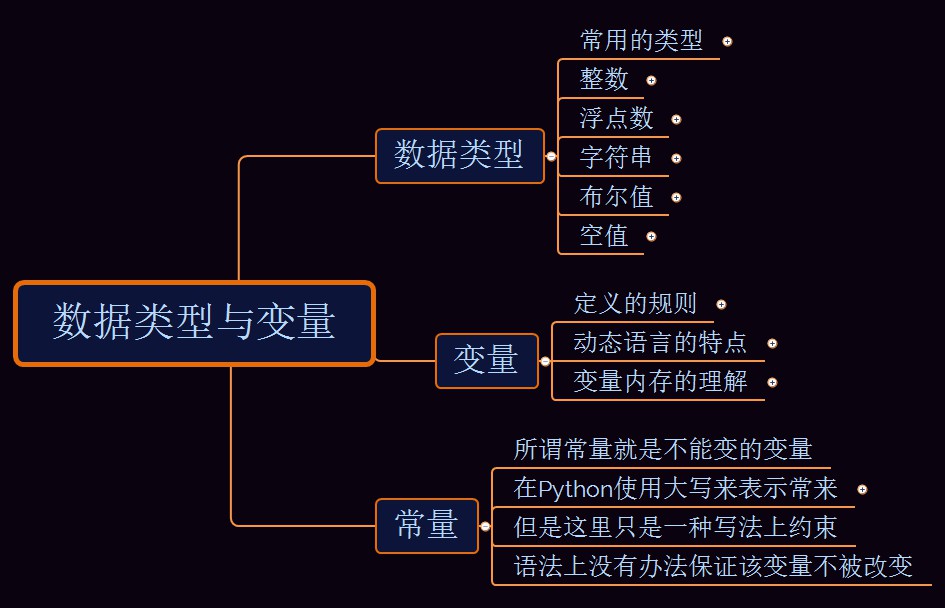 常用的类型
整数
浮点数
数据类型
字符串
布尔值
空值
数据类型与变量
定义的规则
动态语言的特点
变量
变量内存的理解
所谓常量就是不能变的变量
在Python使用大写来表示常来
常量
但是这里只是一种写法上约束
语法上没有办法保证该变量不被改变